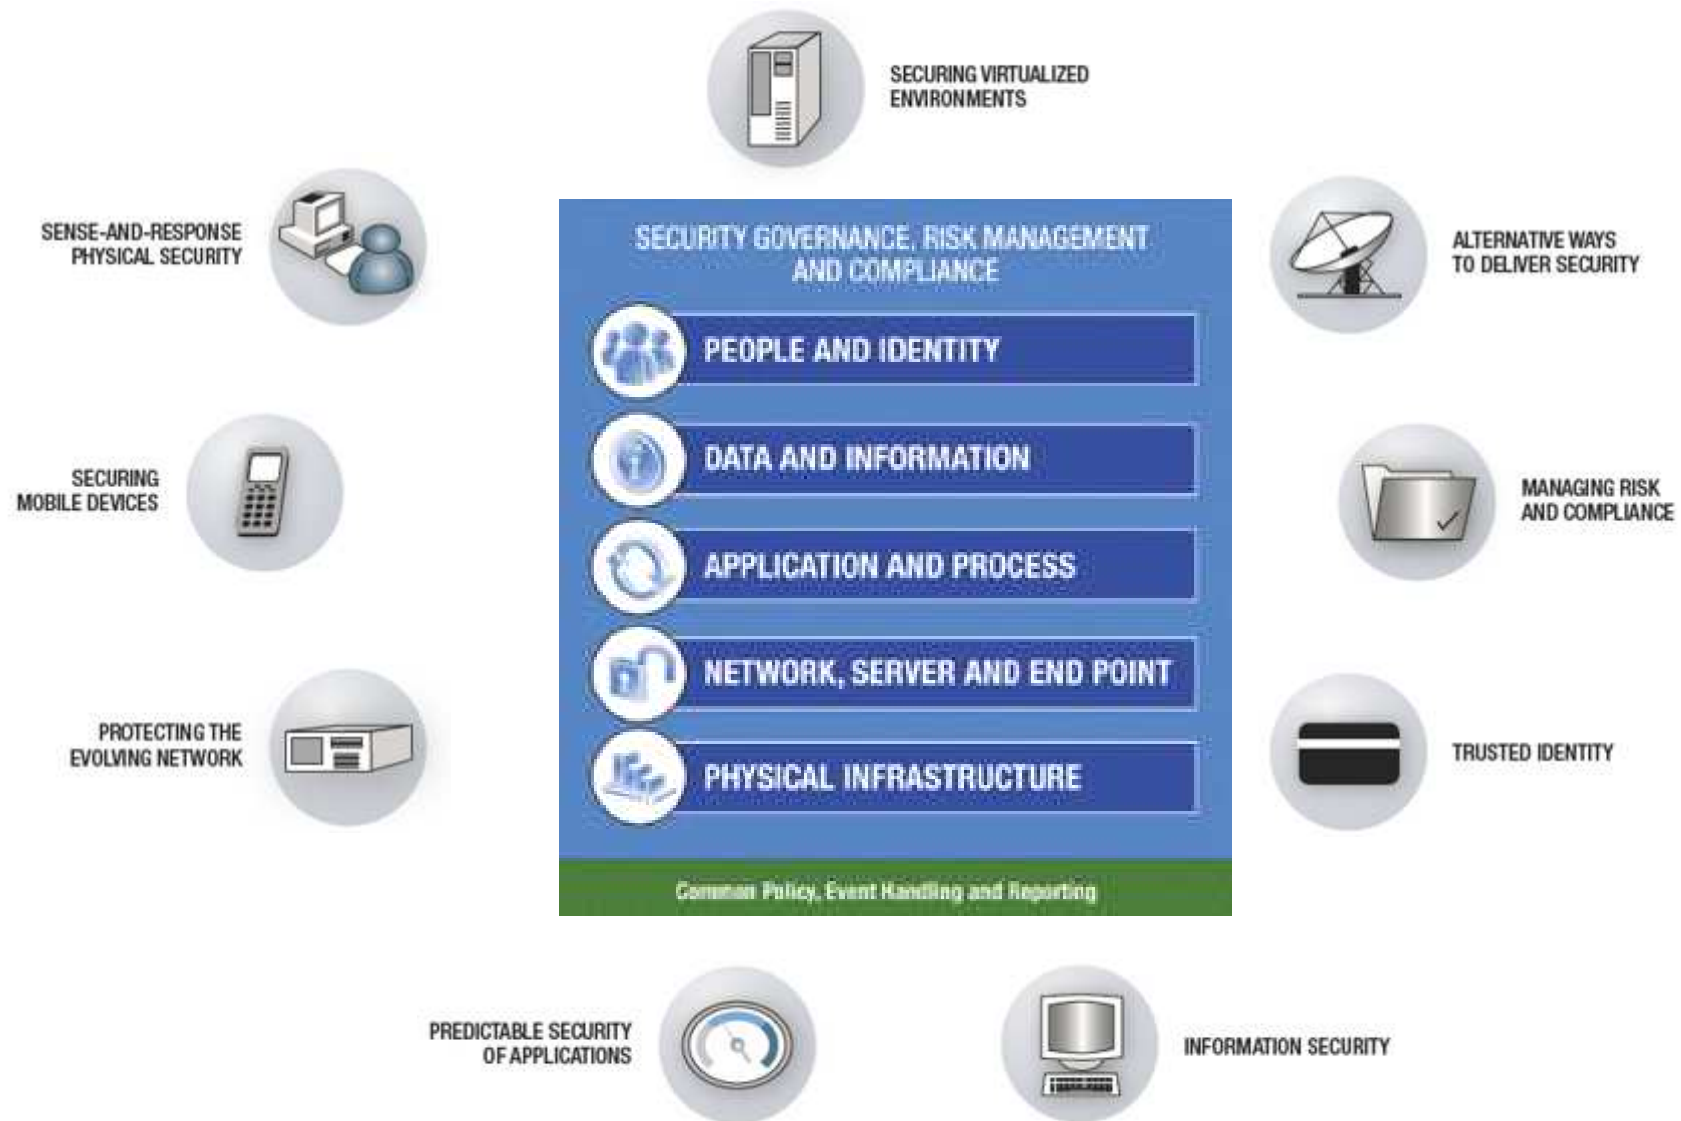 SECURING VIRTUALIZED
ENVIRONMENTS
SENSE-AND-RESPONSE
PHYSICAL SECURITY
SECURITY GOVERNANCE, RISK MANAGEMENT
AND COMPLIANCE
ALTERNATIVE WAYS
TO DELIVER SECURITY
PEOPLE AND IDENTITY
DATA AND INFORMATION
SECURING
MOBILE DEVICES
MANAGING RISK
AND COMPLIANCE
APPLICATION AND PROCESS
NETWORK, SERVER AND END POINT
PROTECTING THE
EVOLVING NETWORK
TRUSTED IDENTITY
PHYSICAL INFRASTRUCTURE
Common Policy, Event Handling and Reporting
PREDICTABLE SECURITY
OF APPLICATIONS
INFORMATION SECURITY